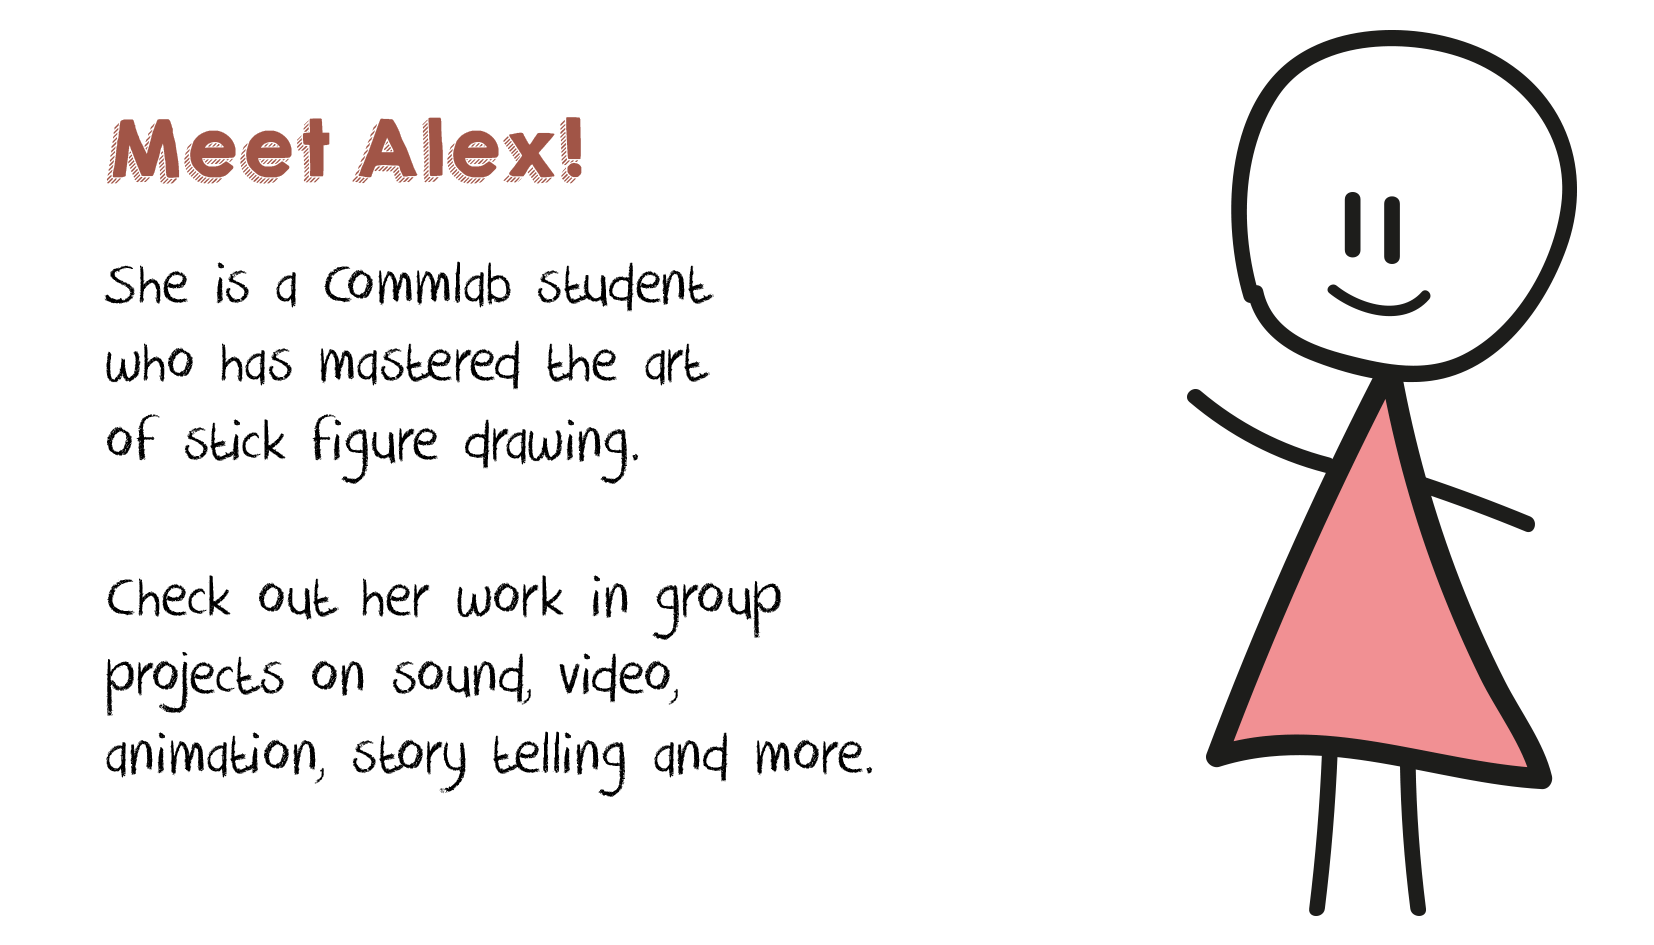 Meet Alex!
She is a Commlab student
who has mastered the art
of stick figure drawing.
Check out her work in group
projects on sound, video,
animation, story telling and more.